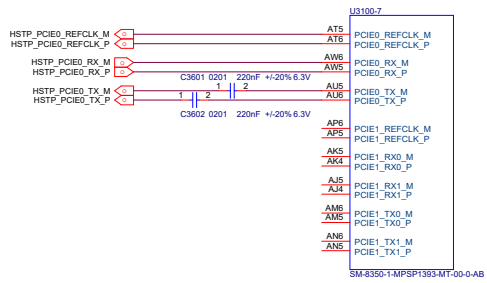 U3100-7
HSTP_PCIE0_REFCLK_M AT5 PCIE0_REFCLK_M
HSTP_PCIE0_REFCLK_P AT6 PCIE0_REFCLK_P
HSTP_PCIE0_RX_M AW6 PCIE0_RX_M
HSTP_PCIE0_RX_P AW5 PCIE0_RX_P
C3601 0201 220nF +/-20% 6.3V
HSTP_PCIE0_TX_M 1 2 AU5 PCIE0_TX_M
HSTP_PCIE0_TX_P 1 2 AU6 PCIE0_TX_P
C3602 0201 220nF +/-20% 6.3V
AP6 PCIE1_REFCLK_M
AP5 PCIE1_REFCLK_P
AK5 PCIE1_RX0_M
AK4 PCIE1_RX0_P
AJ5 PCIE1_RX1_M
AJ4 PCIE1_RX1_P
AM6 PCIE1_TX0_M
AM5 PCIE1_TX0_P
AN6 PCIE1_TX1_M
AN5 PCIE1_TX1_P
SM-8350-1-MPSP1393-MT-00-0-AB